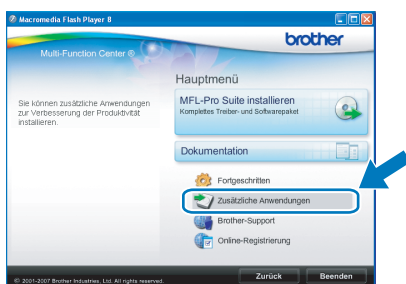 Macromedia Flash Player 8
brother
Multi-Function Center ®
Hauptmenü
Sie können zusätzliche Anwendungen
zur Verbesserung der Produktivität
installieren.
MFL-Pro Suite installieren
Komplettes Treiber- und Softwarepaket
Dokumentation
Fortgeschritten
Zusätzliche Anwendungen
Brother-Support
Online-Registrierung
© 2001-2007 Brother Industries, Ltd. All rights reserved.
Zurück
Beenden